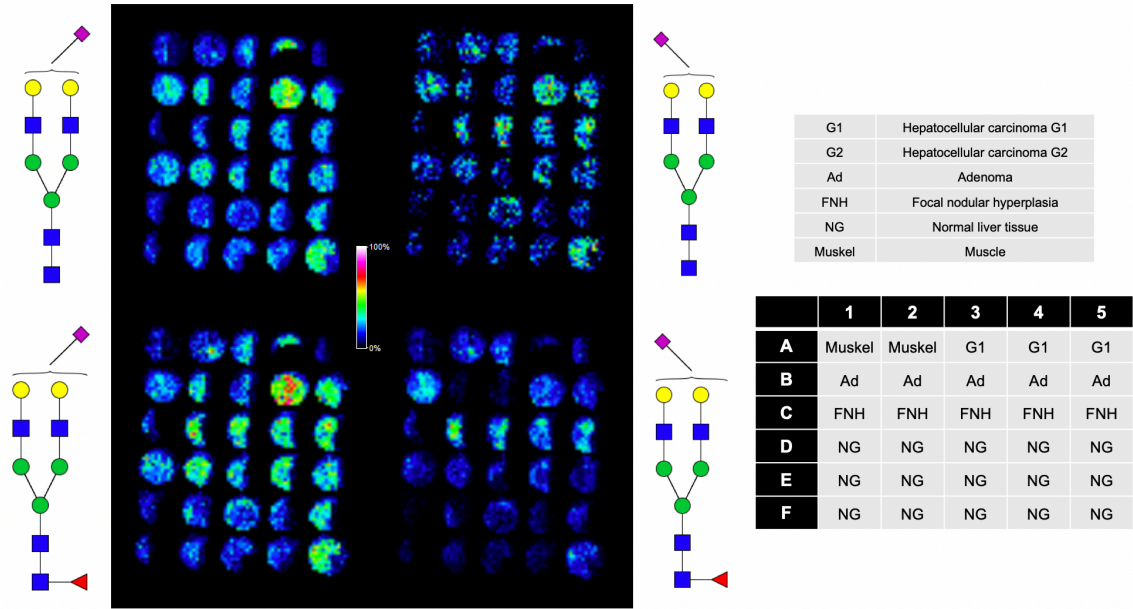 100%
0%
G1 Hepatocellular carcinoma G1
G2 Hepatocellular carcinoma G2
Ad Adenoma
FNH Focal nodular hyperplasia
NG Normal liver tissue
Muskel Muscle
1 2 3 4 5
A Muskel Muskel G1 G1 G1
B Ad Ad Ad Ad Ad
C FNH FNH FNH FNH FNH
D NG NG NG NG NG
E NG NG NG NG NG
F NG NG NG NG NG